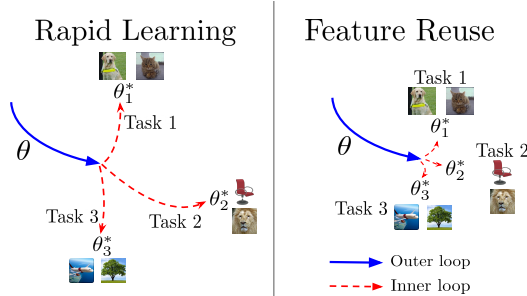 Rapid Learning
θ₁*
Task 1
θ
θ₂*
Task 2
Task 3
θ₃*
Feature Reuse
Task 1
θ₁*
θ
Task 2
θ₂*
θ₃*
Task 3
Outer loop
Inner loop